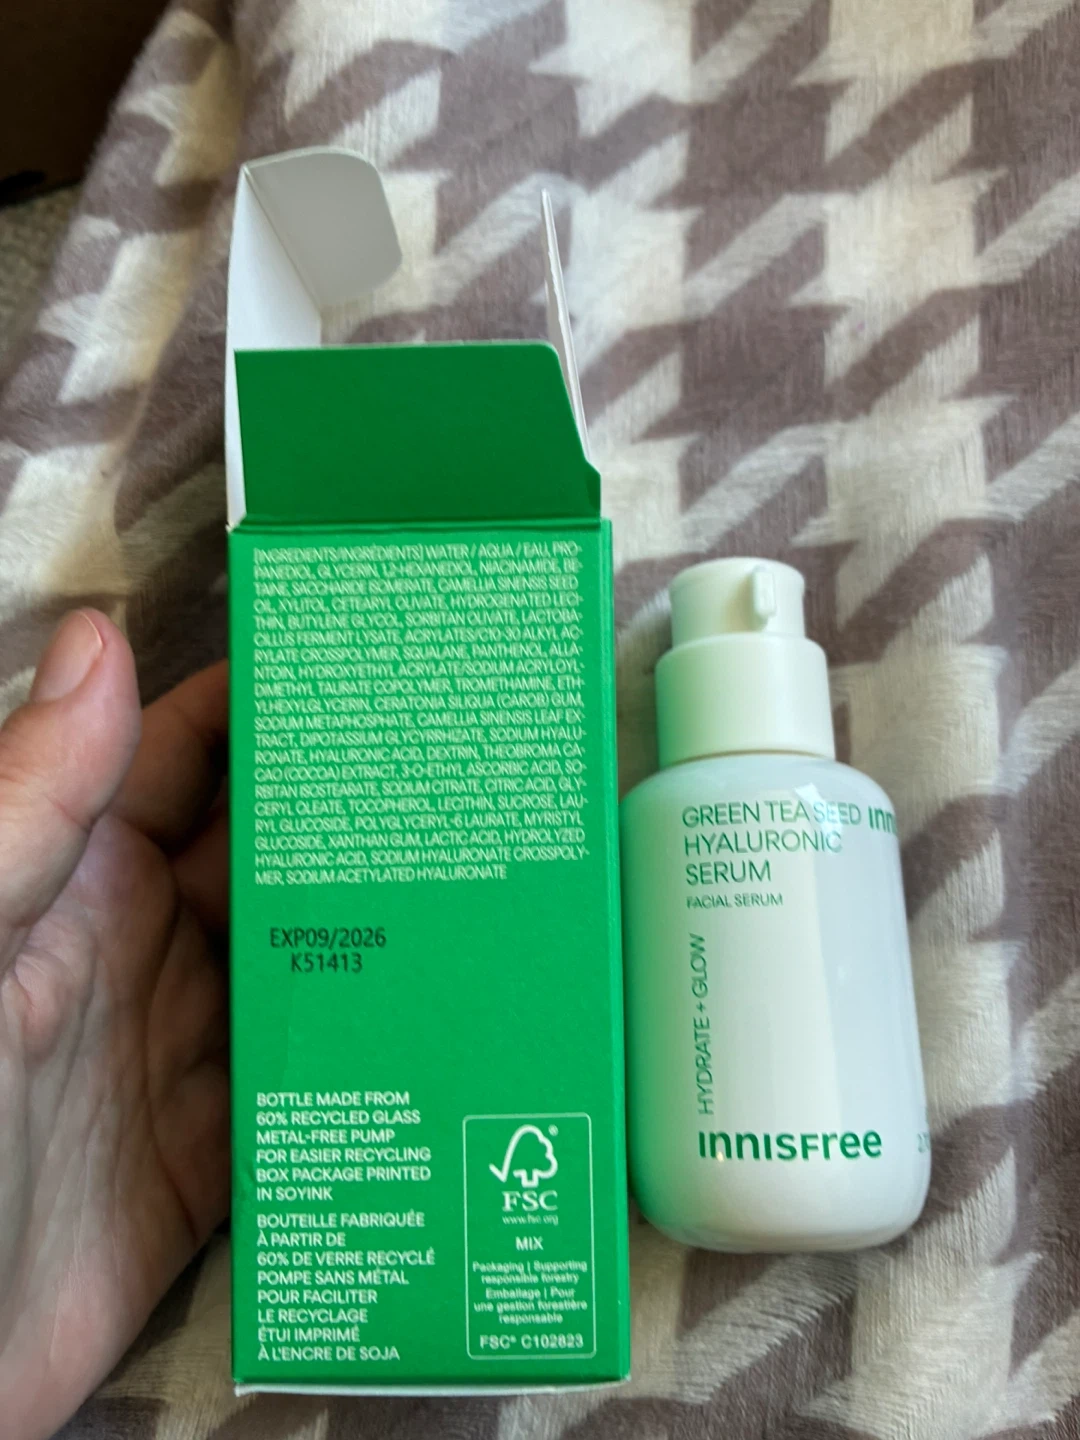 [INGREDIENTS/INGRÉDIENTS] WATER / AQUA / EAU, PRO-
PANEDIOL, GLYCERIN, 1,2-HEXANEDIOL, NIACINAMIDE, BE-
TAINE, SACCHARIDE ISOMERATE, CAMELLIA SINENSIS SEED
OIL, XYLITOL, CETEARYL OLIVATE, HYDROGENATED LECI-
THIN, BUTYLENE GLYCOL, SORBITAN OLIVATE, LACTOBA-
CILLUS FERMENT LYSATE, ACRYLATES/C10-30 ALKYL AC-
RYLATE CROSSPOLYMER, SQUALANE, PANTHENOL, ALLA-
NTOIN, HYDROXYETHYL ACRYLATE/SODIUM ACRYLOYL-
DIMETHYL TAURATE COPOLYMER, TROMETHAMINE, ETH-
YLHEXYLGLYCERIN, CERATONIA SILIQUA (CAROB) GUM,
SODIUM METAPHOSPHATE, CAMELLIA SINENSIS LEAF EX-
TRACT, DIPOTASSIUM GLYCYRRHIZATE, SODIUM HYALU-
RONATE, HYALURONIC ACID, DEXTRIN, THEOBROMA CA-
CAO (COCOA) EXTRACT, 3-O-ETHYL ASCORBIC ACID, SO-
RBITAN ISOSTEARATE, SODIUM CITRATE, CITRIC ACID, GLY-
CERYL OLEATE, TOCOPHEROL, LECITHIN, SUCROSE, LAU-
RYL GLUCOSIDE, POLYGLYCERYL-6 LAURATE, MYRISTYL
GLUCOSIDE, XANTHAN GUM, LACTIC ACID, HYDROLYZED
HYALURONIC ACID, SODIUM HYALURONATE CROSSPOLY-
MER, SODIUM ACETYLATED HYALURONATE
EXP09/2026
K51413
BOTTLE MADE FROM
60% RECYCLED GLASS
METAL-FREE PUMP
FOR EASIER RECYCLING
BOX PACKAGE PRINTED
IN SOYINK
BOUTEILLE FABRIQUÉE
À PARTIR DE
60% DE VERRE RECYCLÉ
POMPE SANS MÉTAL
POUR FACILITER
LE RECYCLAGE
ÉTUI IMPRIMÉ
À L'ENCRE DE SOJA
®
FSC
www.fsc.org
MIX
Packaging | Supporting
responsible forestry
Emballage | Pour
une gestion forestière
responsable
FSC® C102823
GREEN TEA SEED
HYALURONIC
SERUM
FACIAL SERUM
HYDRATE + GLOW
innisfree